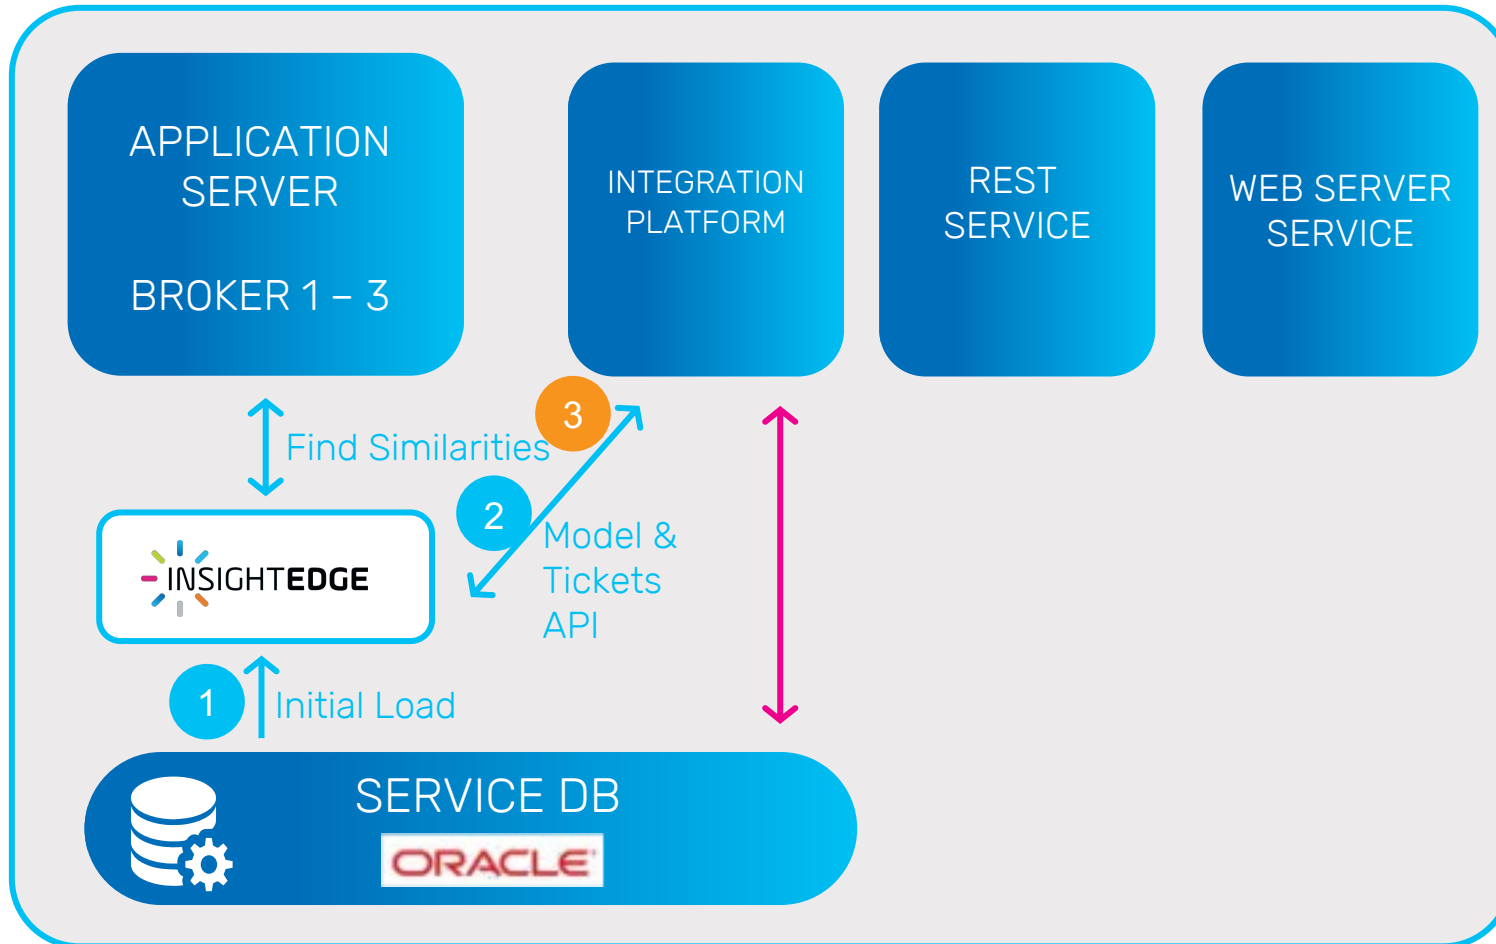 APPLICATION
SERVER
BROKER 1 – 3
INTEGRATION
PLATFORM
REST
SERVICE
WEB SERVER
SERVICE
3
Find Similarities
2
Model &
Tickets
API
INSIGHTEDGE
1
Initial Load
SERVICE DB
ORACLE